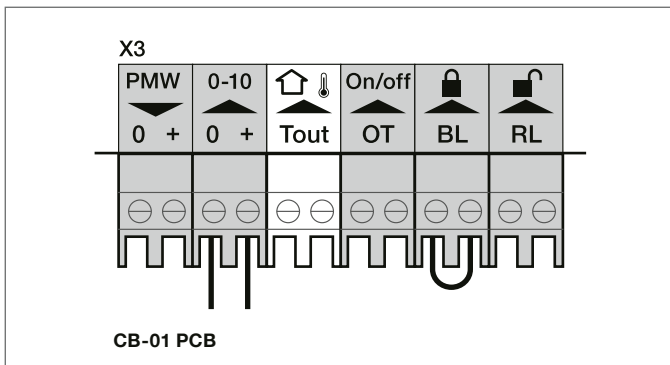 X3
PMW 0-10 On/off
0 + 0 + Tout OT BL RL
CB-01 PCB